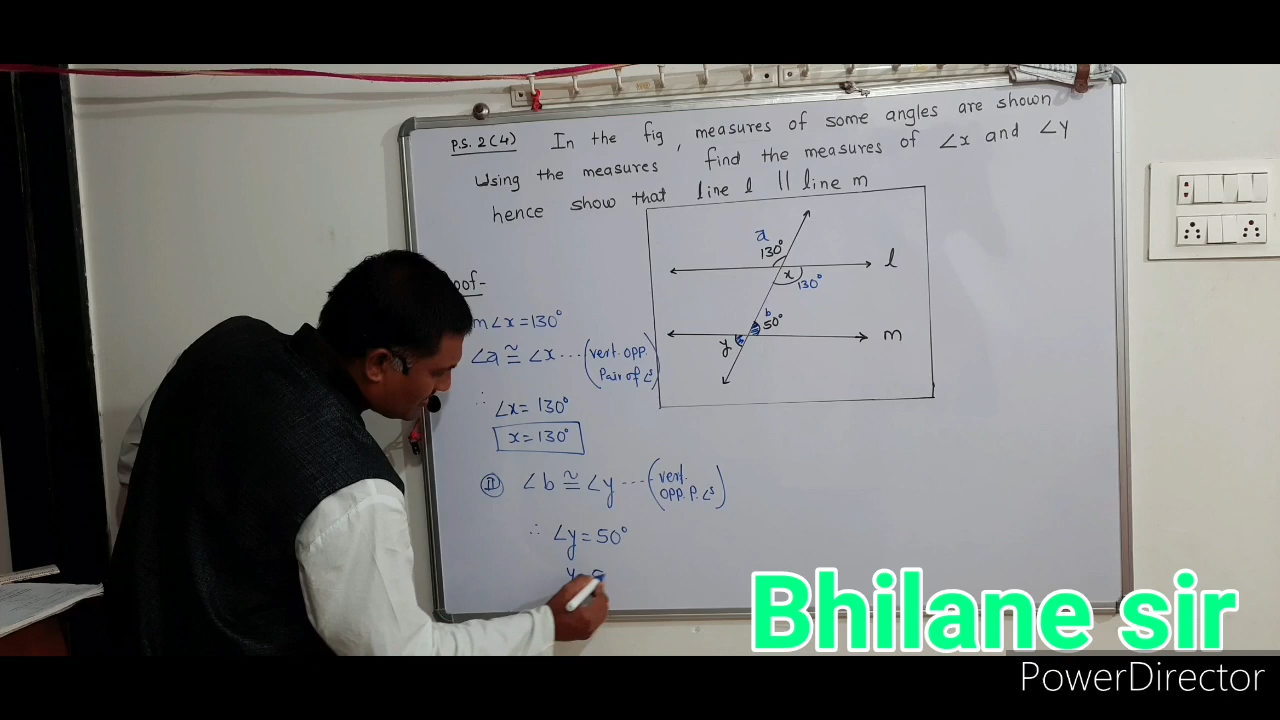 P.S. 2(4) In the fig, measures of some angles are shown
Using the measures find the measures of ∠x and ∠y
hence show that line l || line m
a
130°
l
x
130°
b
50°
m
y
oof-
m∠x=130°
∠a ≅ ∠x ---- (vert. opp. Pair of ∠s)
∴ ∠x= 130°
x=130°
II ∠b ≅ ∠y ---- (vert. opp. P. ∠s)
∴ ∠y= 50°
y=5
Bhilane sir
PowerDirector